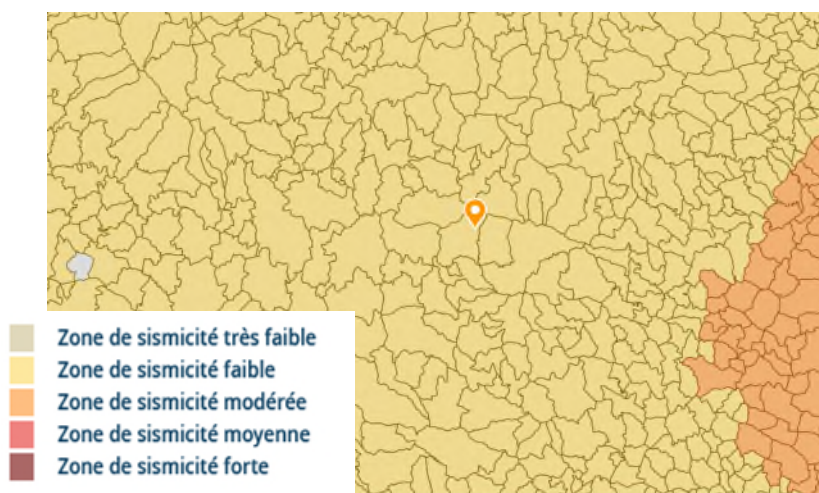 Zone de sismicité très faible
Zone de sismicité faible
Zone de sismicité modérée
Zone de sismicité moyenne
Zone de sismicité forte